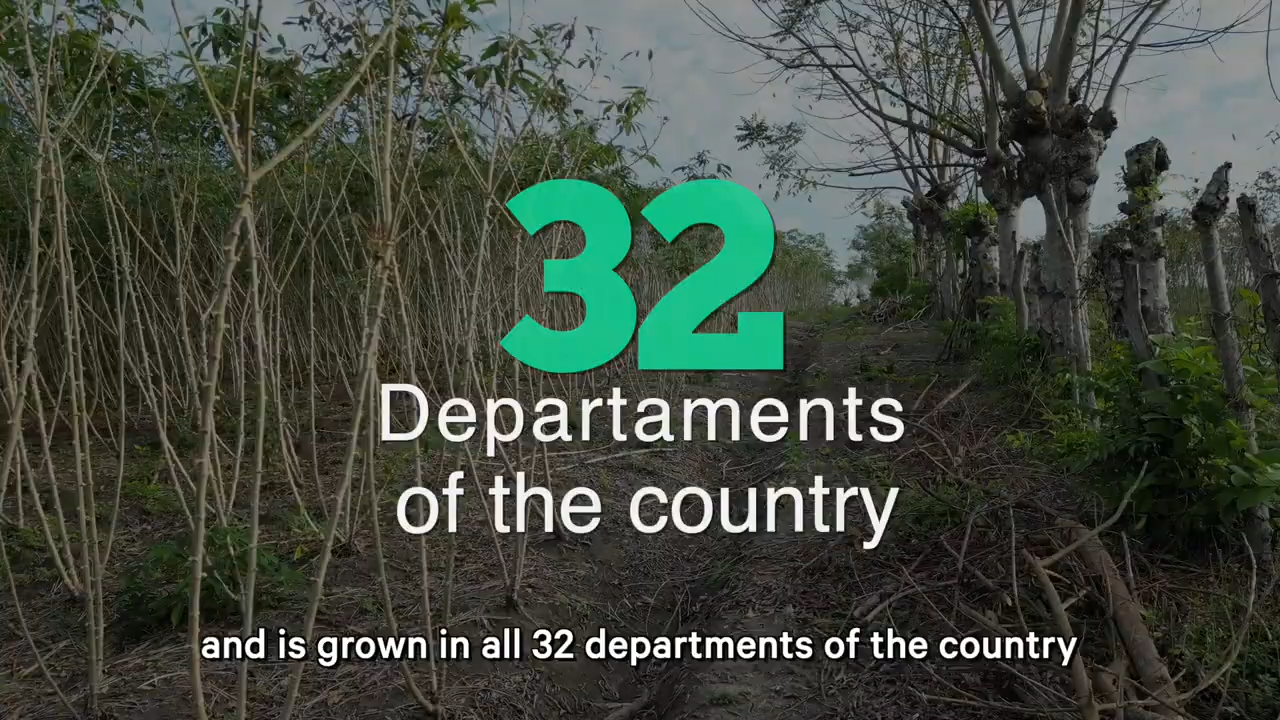 32
Departaments
of the country
and is grown in all 32 departments of the country